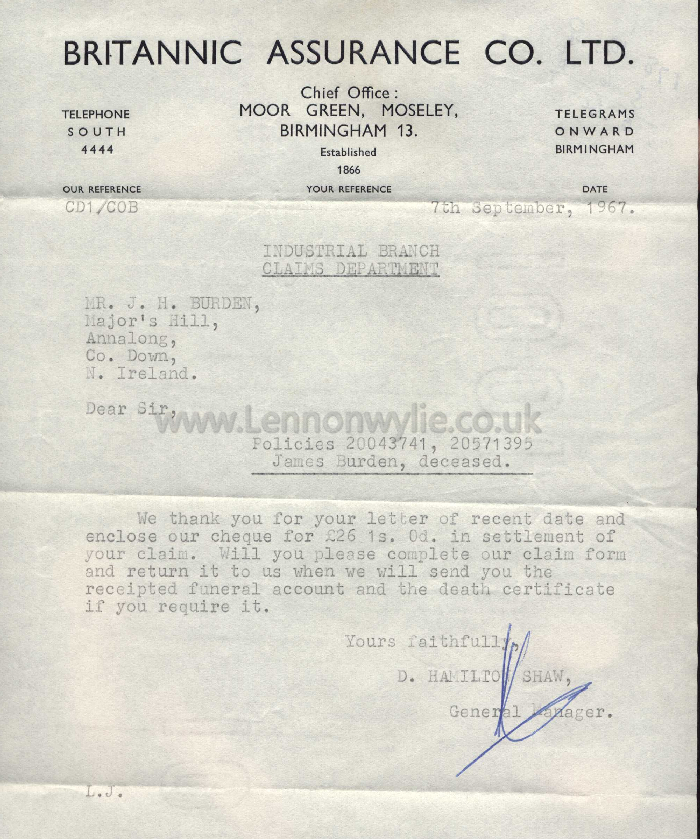 BRITANNIC ASSURANCE CO. LTD.
Chief Office :
MOOR GREEN, MOSELEY,
BIRMINGHAM 13.
Established
1866
TELEPHONE
SOUTH
4444
TELEGRAMS
ONWARD
BIRMINGHAM
OUR REFERENCE YOUR REFERENCE DATE
CD1/COB 7th September, 1967.
INDUSTRIAL BRANCH
CLAIMS DEPARTMENT
MR. J. H. BURDEN,
Major's Hill,
Annalong,
Co. Down,
N. Ireland.
Dear Sir,
www.Lennonwylie.co.uk
Policies 20043741, 20571395
James Burden, deceased.
We thank you for your letter of recent date and
enclose our cheque for £26 1s. 0d. in settlement of
your claim. Will you please complete our claim form
and return it to us when we will send you the
receipted funeral account and the death certificate
if you require it.
Yours faithfully,
D. HAMILTON SHAW,
General Manager.
L.J.